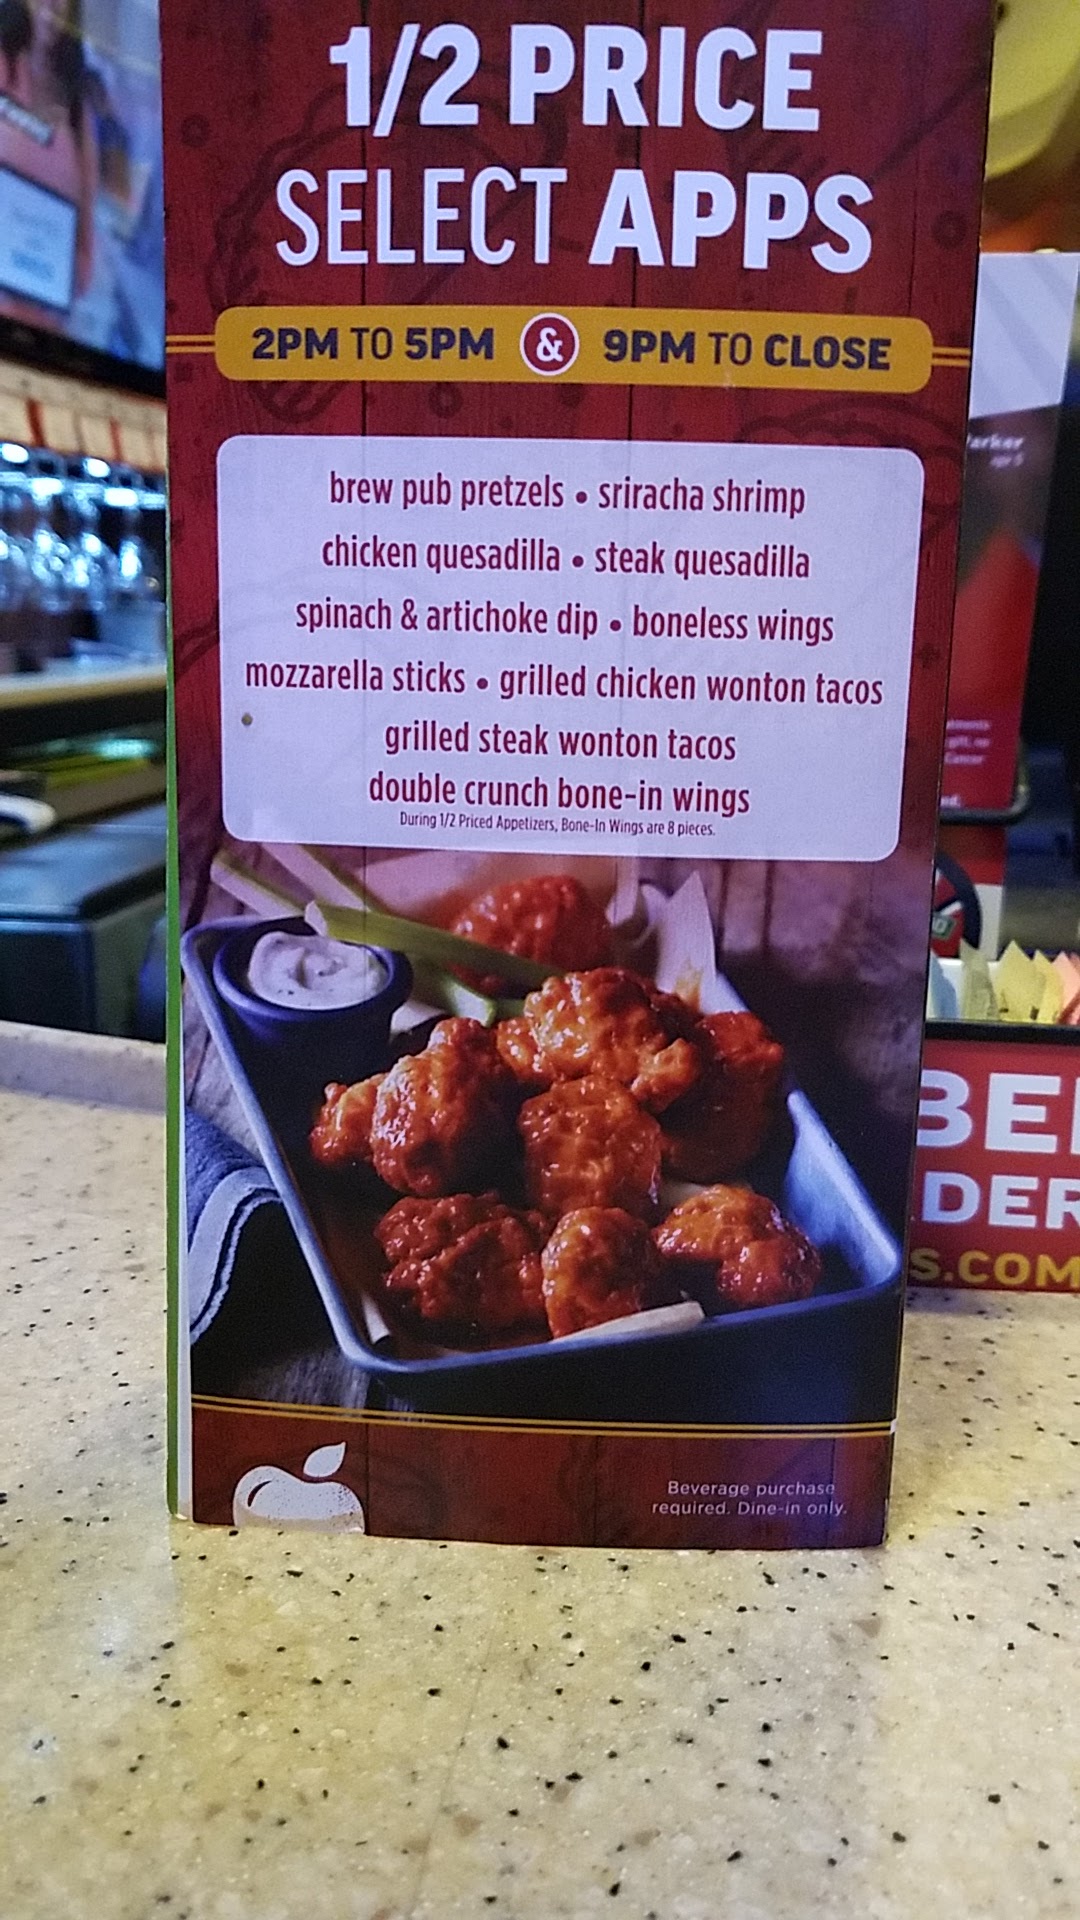 1/2 PRICE
SELECT APPS
2PM TO 5PM & 9PM TO CLOSE
brew pub pretzels • sriracha shrimp
chicken quesadilla • steak quesadilla
spinach & artichoke dip • boneless wings
mozzarella sticks • grilled chicken wonton tacos
grilled steak wonton tacos
double crunch bone-in wings
During 1/2 Priced Appetizers, Bone-In Wings are 8 pieces.
Beverage purchase
required. Dine-in only.
BE
DER
S.COM